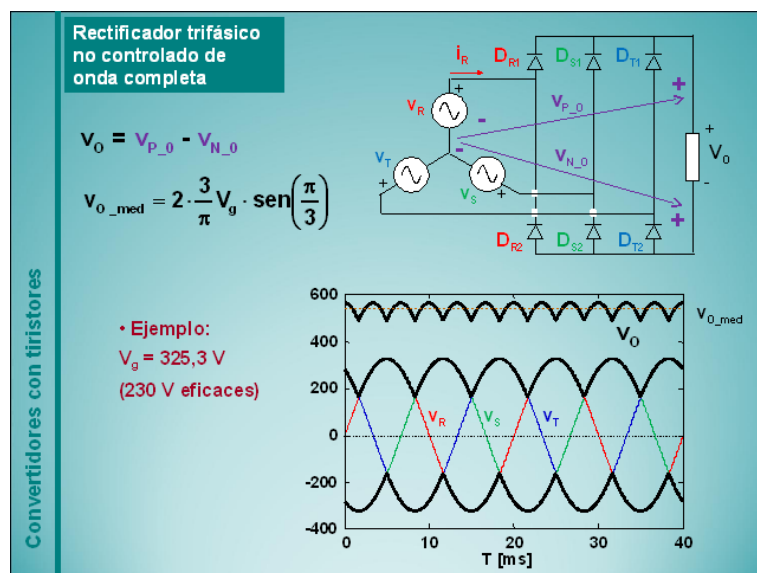 Rectificador trifásico
no controlado de
onda completa
v_O = v_P_0 - v_N_0
v_O_med = 2·3/π V_g · sen(π/3)
• Ejemplo:
V_g = 325,3 V
(230 V eficaces)
Convertidores con tiristores
i_R
D_R1
D_S1
D_T1
+
+
v_R
-
v_P_0
+
-
v_T
v_N_0
V_O
+
v_S
+
-
-
+
D_R2
D_S2
D_T2
+
600
400
200
0
-200
-400
v_O_med
v_O
v_R
v_S
v_T
0
10
20
30
40
T [ms]